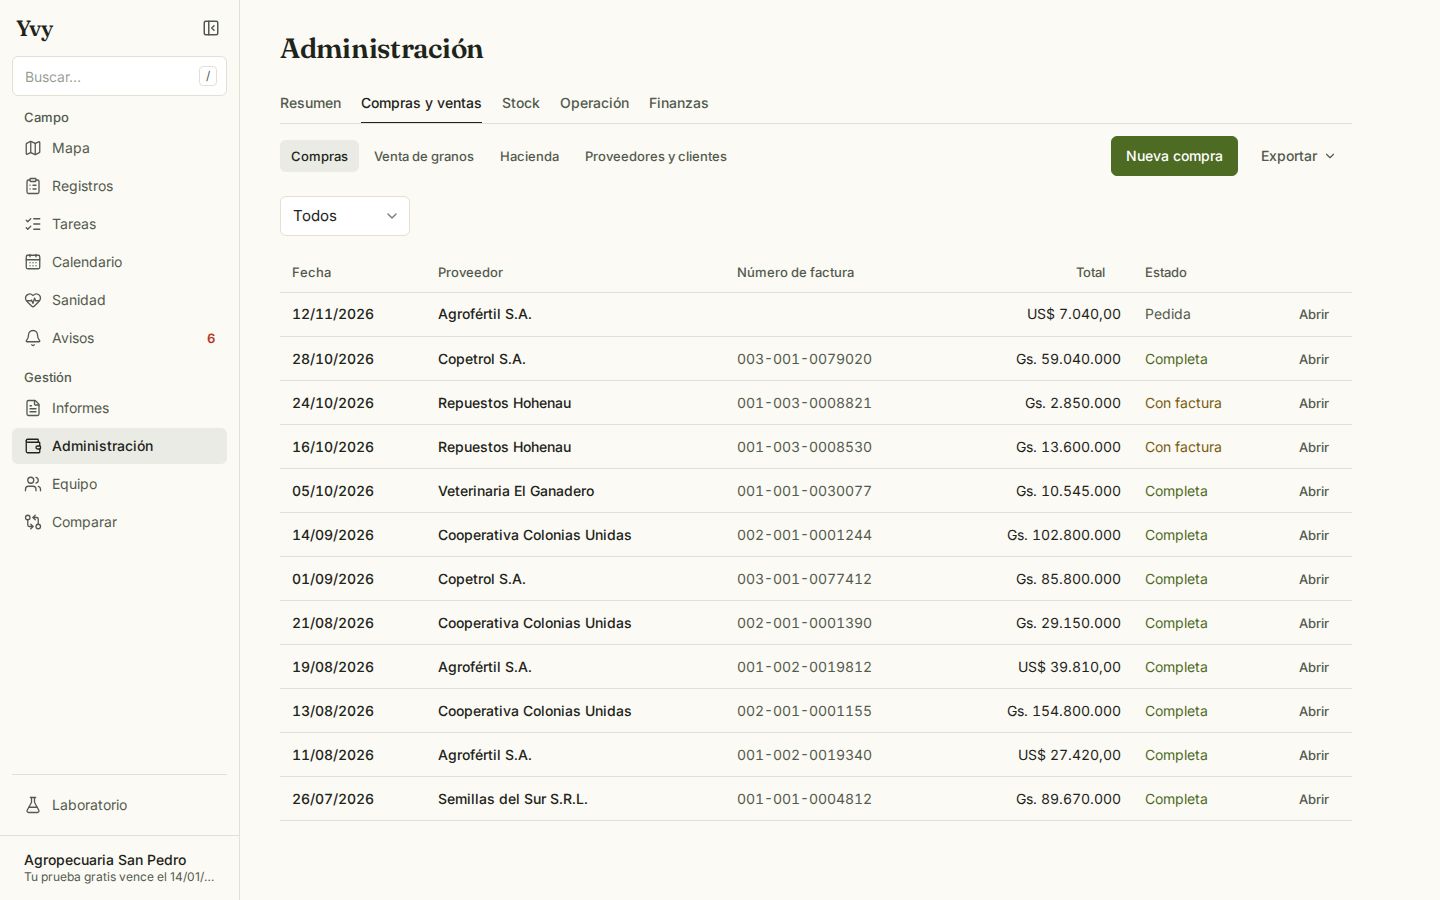 Yvy
Buscar... /
Campo
Mapa
Registros
Tareas
Calendario
Sanidad
Avisos 6
Gestión
Informes
Administración
Equipo
Comparar
Laboratorio
Agropecuaria San Pedro
Tu prueba gratis vence el 14/01/...
Administración
Resumen Compras y ventas Stock Operación Finanzas
Compras Venta de granos Hacienda Proveedores y clientes Nueva compra Exportar
Todos
Fecha Proveedor Número de factura Total Estado
12/11/2026 Agrofértil S.A. US$ 7.040,00 Pedida Abrir
28/10/2026 Copetrol S.A. 003-001-0079020 Gs. 59.040.000 Completa Abrir
24/10/2026 Repuestos Hohenau 001-003-0008821 Gs. 2.850.000 Con factura Abrir
16/10/2026 Repuestos Hohenau 001-003-0008530 Gs. 13.600.000 Con factura Abrir
05/10/2026 Veterinaria El Ganadero 001-001-0030077 Gs. 10.545.000 Completa Abrir
14/09/2026 Cooperativa Colonias Unidas 002-001-0001244 Gs. 102.800.000 Completa Abrir
01/09/2026 Copetrol S.A. 003-001-0077412 Gs. 85.800.000 Completa Abrir
21/08/2026 Cooperativa Colonias Unidas 002-001-0001390 Gs. 29.150.000 Completa Abrir
19/08/2026 Agrofértil S.A. 001-002-0019812 US$ 39.810,00 Completa Abrir
13/08/2026 Cooperativa Colonias Unidas 002-001-0001155 Gs. 154.800.000 Completa Abrir
11/08/2026 Agrofértil S.A. 001-002-0019340 US$ 27.420,00 Completa Abrir
26/07/2026 Semillas del Sur S.R.L. 001-001-0004812 Gs. 89.670.000 Completa Abrir